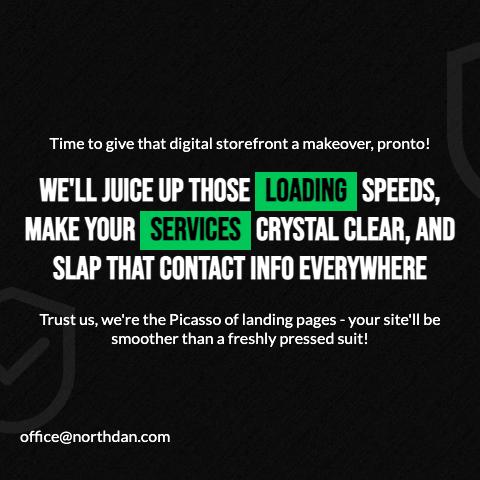 Time to give that digital storefront a makeover, pronto!
WE'LL JUICE UP THOSE LOADING SPEEDS,
MAKE YOUR SERVICES CRYSTAL CLEAR, AND
SLAP THAT CONTACT INFO EVERYWHERE
Trust us, we're the Picasso of landing pages - your site'll be
smoother than a freshly pressed suit!
office@northdan.com